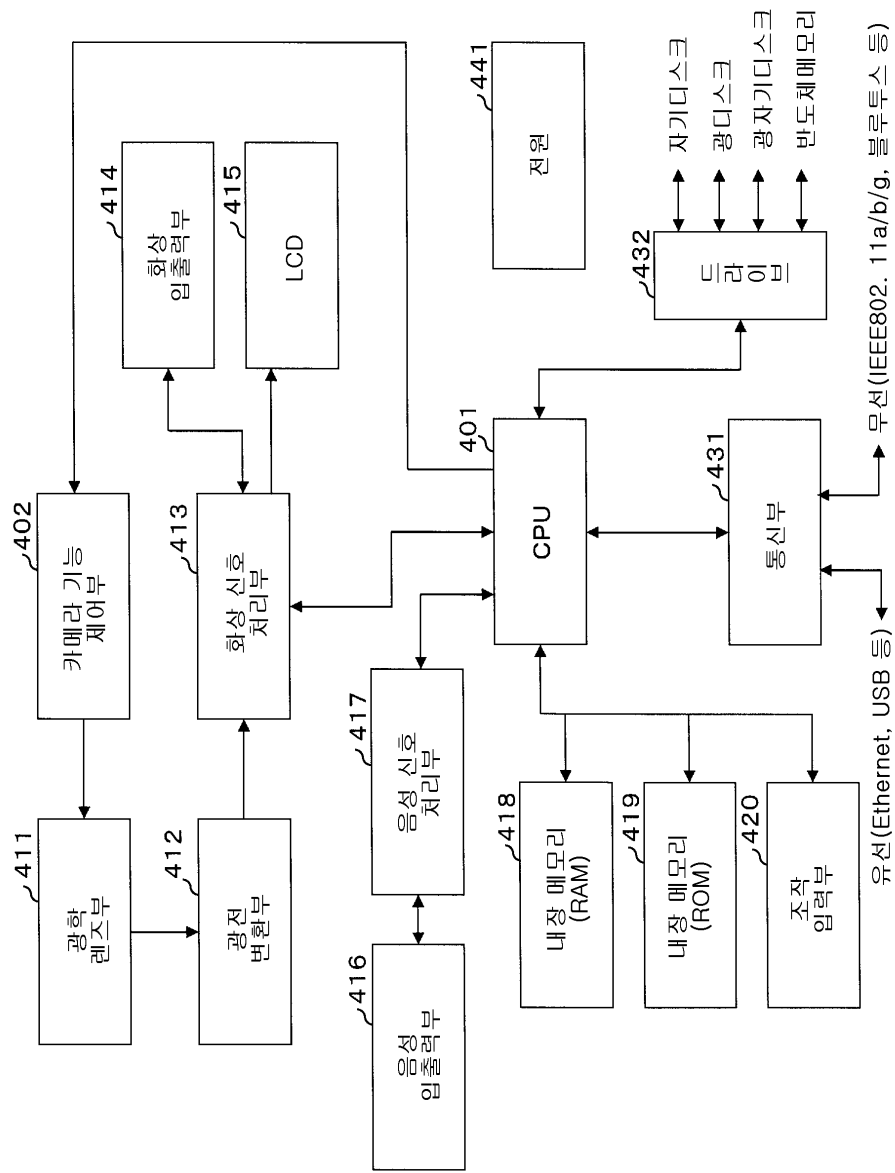 411
광학
렌즈부
402
카메라 기능
제어부
414
화상
입출력부
412
광전
변환부
413
화상 신호
처리부
415
LCD
416
음성
입출력부
417
음성 신호
처리부
401
CPU
441
전원
418
내장 메모리
(RAM)
419
내장 메모리
(ROM)
420
조작
입력부
431
통신부
432
드라이브
자기디스크
광디스크
광자기디스크
반도체메모리
유선(Ethernet, USB 등)
무선(IEEE802. 11a/b/g, 블루투스 등)